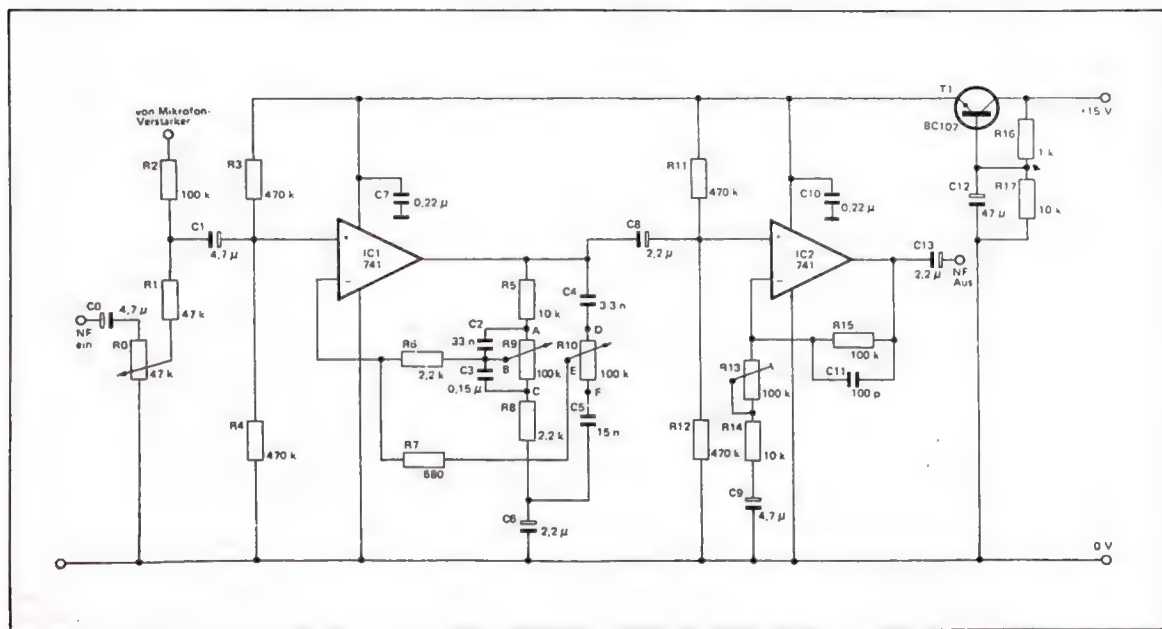 von Mikrofon-
Verstärker
R2
100 k
R3
470 k
C1
4,7 µ
R1
47 k
C0
4,7 µ
NF
ein
R0
47 k
R4
470 k
C7
0,22 µ
+
IC1
741
−
R5
10 k
C4
33 n
C2
33 n
A
R9
100 k
B
C3
0,15 µ
C
R6
2,2 k
D
R10
100 k
E
F
R7
680
R8
2,2 k
C5
15 n
C6
2,2 µ
C8
2,2 µ
R11
470 k
R12
470 k
C10
0,22 µ
+
IC2
741
−
R13
100 k
R14
10 k
C9
4,7 µ
R15
100 k
C11
100 p
C13
2,2 µ
NF
Aus
T1
BC107
R16
1 k
+15 V
C12
47 µ
R17
10 k
0 V